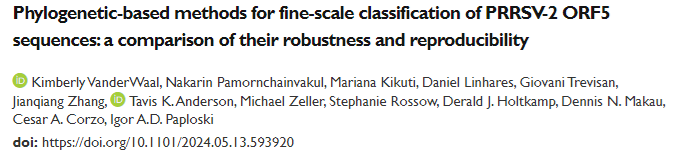 Phylogenetic-based methods for fine-scale classification of PRRSV-2 ORF5
sequences: a comparison of their robustness and reproducibility
iD Kimberly VanderWaal, Nakarin Pamornchainvakul, Mariana Kikuti, Daniel Linhares, Giovani Trevisan,
Jianqiang Zhang, iD Tavis K. Anderson, Michael Zeller, Stephanie Rossow, Derald J. Holtkamp, Dennis N. Makau,
Cesar A. Corzo, Igor A.D. Paploski
doi: https://doi.org/10.1101/2024.05.13.593920